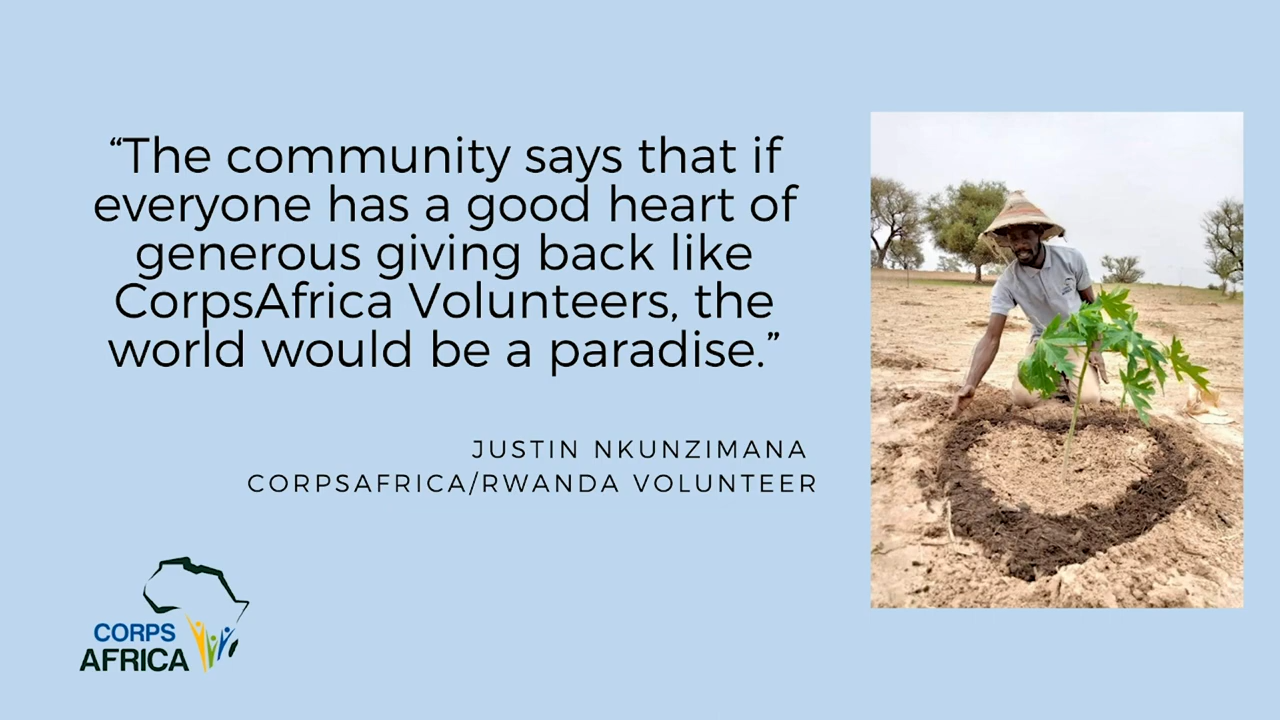 “The community says that if
everyone has a good heart of
generous giving back like
CorpsAfrica Volunteers, the
world would be a paradise.”
JUSTIN NKUNZIMANA
CORPSAFRICA/RWANDA VOLUNTEER
CORPS
AFRICA